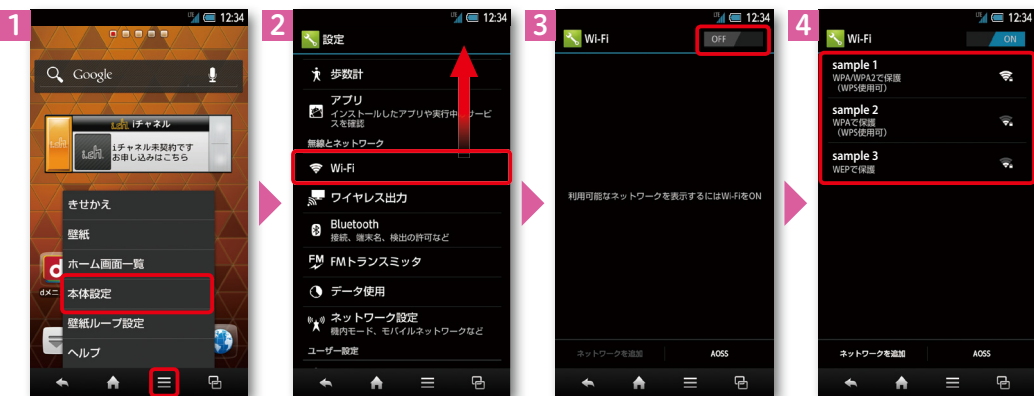 1
12:34
Google
i.ch. iチャネル
i.ch.
iチャネル未契約です
お申し込みはこちら
きせかえ
壁紙
ホーム画面一覧
本体設定
壁紙ループ設定
ヘルプ
d
dメニ
2
12:34
設定
歩数計
アプリ
インストールしたアプリや実行中
サービ
スを確認
無線とネットワーク
Wi-Fi
ワイヤレス出力
Bluetooth
接続、端末名、検出の許可など
FM FMトランスミッタ
データ使用
ネットワーク設定
機内モード、モバイルネットワークなど
ユーザー設定
3
12:34
Wi-Fi
OFF
利用可能なネットワークを表示するにはWi-FiをON
ネットワークを追加
AOSS
4
12:34
Wi-Fi
ON
sample 1
WPA/WPA2で保護
（WPS使用可）
sample 2
WPAで保護
（WPS使用可）
sample 3
WEPで保護
ネットワークを追加
AOSS